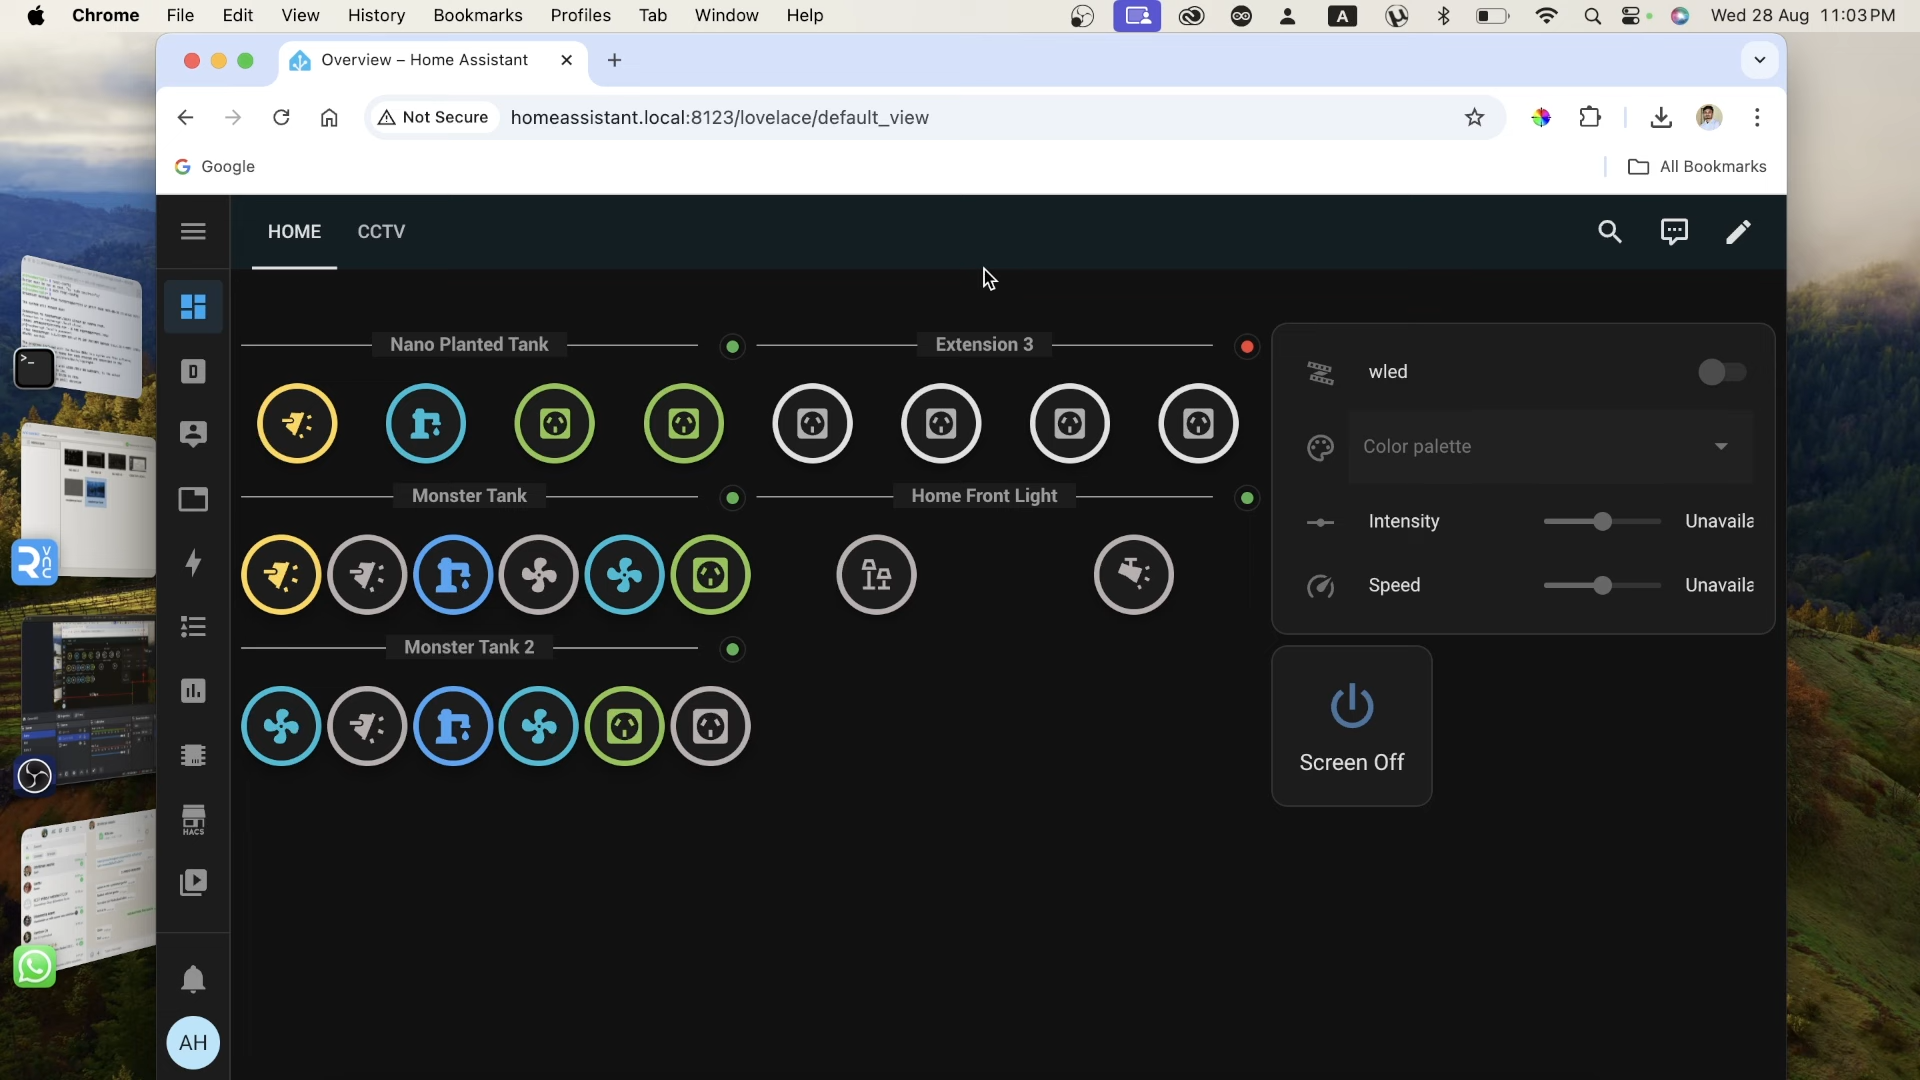 Chrome File Edit View History Bookmarks Profiles Tab Window Help A Wed 28 Aug 11:03 PM
Overview – Home Assistant
Not Secure homeassistant.local:8123/lovelace/default_view
Google All Bookmarks
HOME CCTV
Nano Planted Tank Extension 3
wled
Color palette
Monster Tank Home Front Light
Intensity Unavaila
Speed Unavaila
Monster Tank 2
Screen Off
D
HACS
AH
>_
R VNC